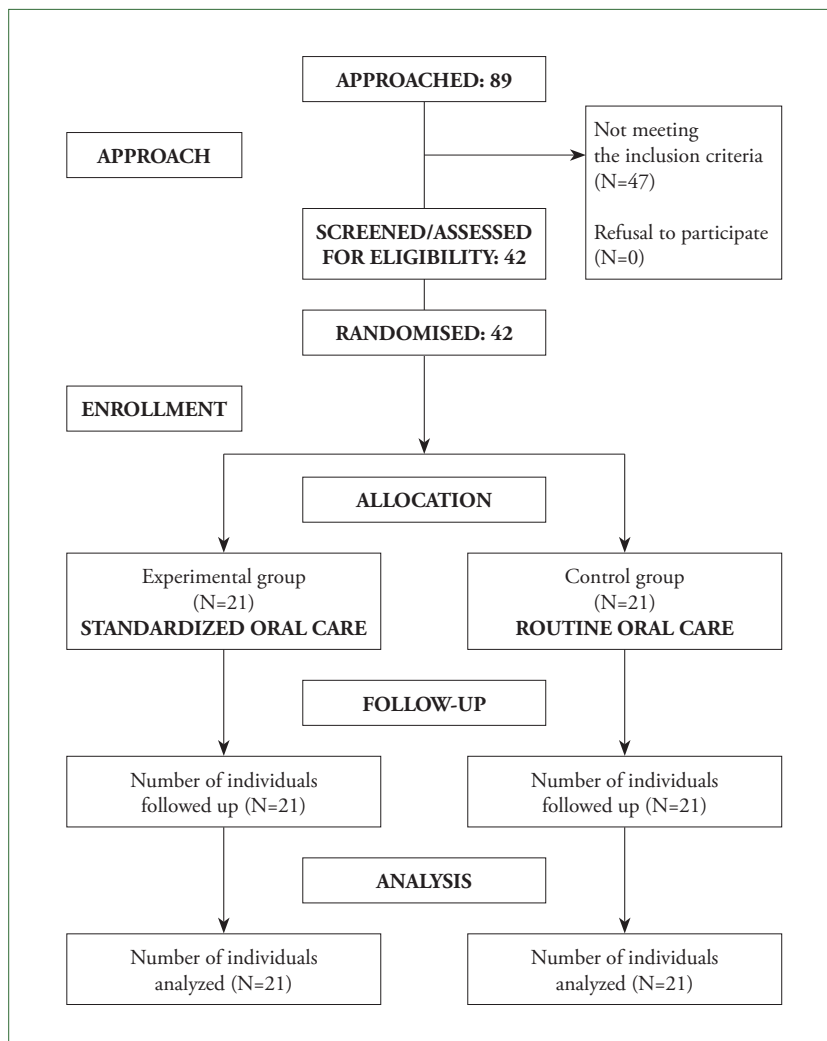 APPROACHED: 89
APPROACH
Not meeting
the inclusion criteria
(N=47)
Refusal to participate
(N=0)
SCREENED/ASSESSED
FOR ELIGIBILITY: 42
RANDOMISED: 42
ENROLLMENT
ALLOCATION
Experimental group
(N=21)
STANDARDIZED ORAL CARE
Control group
(N=21)
ROUTINE ORAL CARE
FOLLOW-UP
Number of individuals
followed up (N=21)
Number of individuals
followed up (N=21)
ANALYSIS
Number of individuals
analyzed (N=21)
Number of individuals
analyzed (N=21)